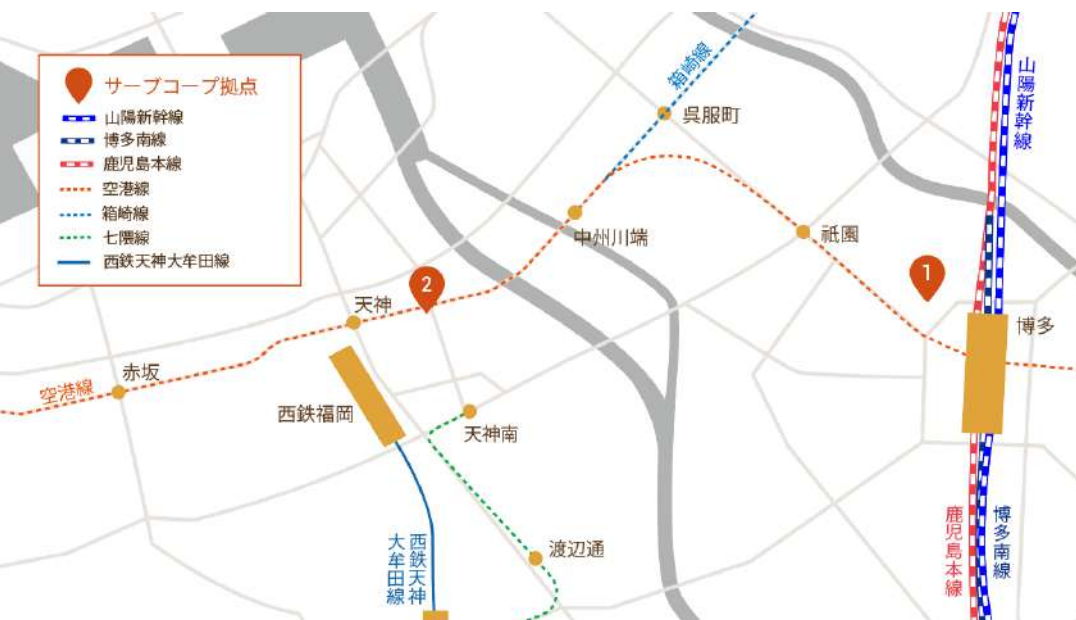 サーブコープ拠点
山陽新幹線
博多南線
鹿児島本線
空港線
箱崎線
七隈線
西鉄天神大牟田線
箱崎線
呉服町
山陽新幹線
中州川端
祇園
1
2
天神
博多
赤坂
空港線
西鉄福岡
天神南
渡辺通
西鉄天神
大牟田線
鹿児島本線
博多南線